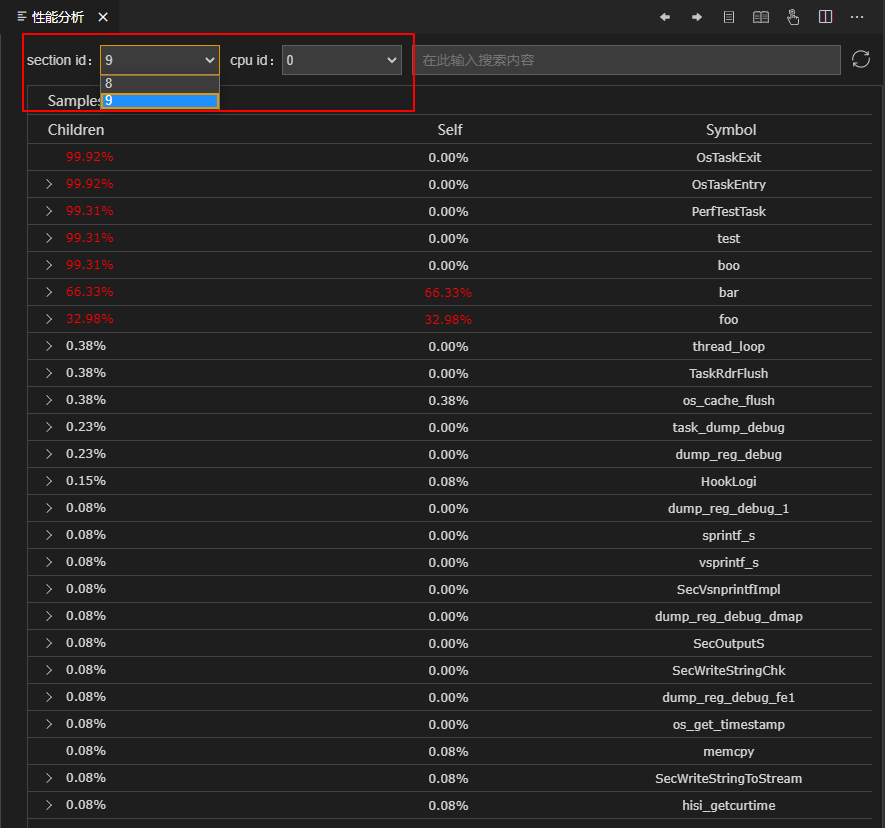 性能分析
section id： 9 cpu id： 0 在此输入搜索内容
8
Samples 9
Children Self Symbol
99.92% 0.00% OsTaskExit
99.92% 0.00% OsTaskEntry
99.31% 0.00% PerfTestTask
99.31% 0.00% test
99.31% 0.00% boo
66.33% 66.33% bar
32.98% 32.98% foo
0.38% 0.00% thread_loop
0.38% 0.00% TaskRdrFlush
0.38% 0.38% os_cache_flush
0.23% 0.00% task_dump_debug
0.23% 0.00% dump_reg_debug
0.15% 0.08% HookLogi
0.08% 0.00% dump_reg_debug_1
0.08% 0.00% sprintf_s
0.08% 0.00% vsprintf_s
0.08% 0.00% SecVsnprintfImpl
0.08% 0.00% dump_reg_debug_dmap
0.08% 0.00% SecOutputS
0.08% 0.00% SecWriteStringChk
0.08% 0.00% dump_reg_debug_fe1
0.08% 0.00% os_get_timestamp
0.08% 0.08% memcpy
0.08% 0.08% SecWriteStringToStream
0.08% 0.08% hisi_getcurtime